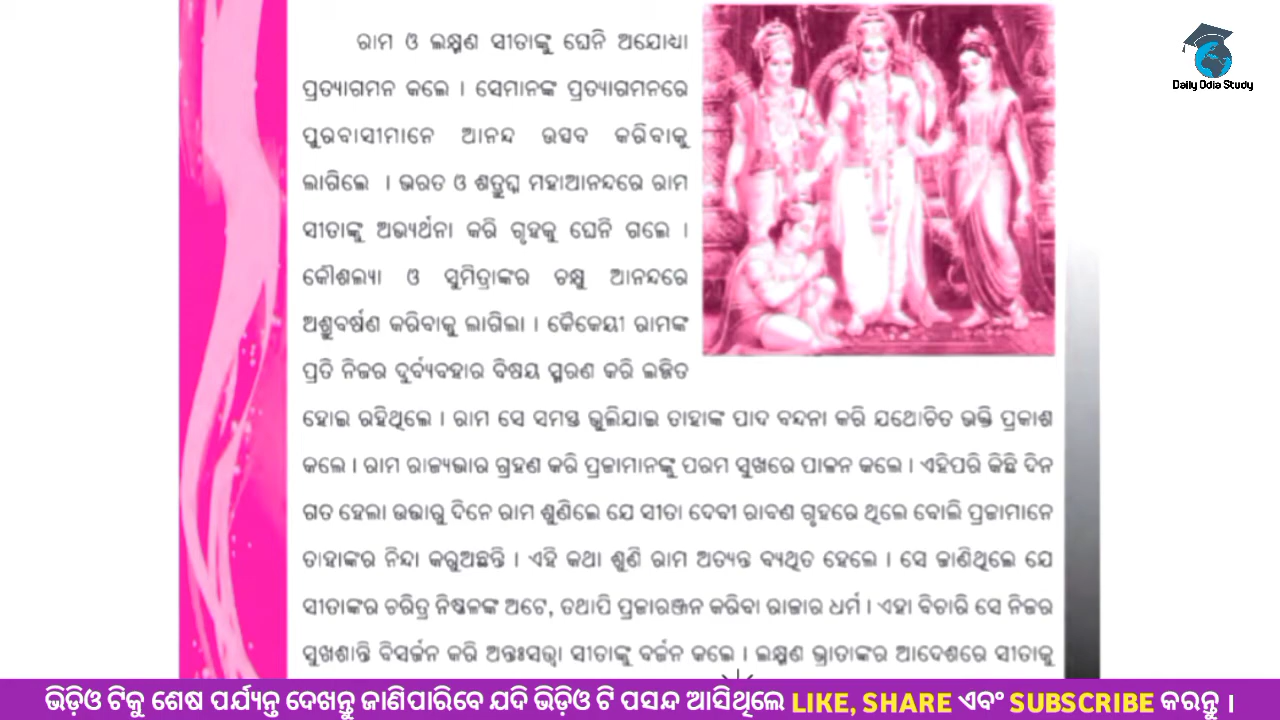 ରାମ ଓ ଲକ୍ଷ୍ମଣ ସୀତାଙ୍କୁ ଘେନି ଅଯୋଧ୍ୟା
ପ୍ରତ୍ୟାଗମନ କଲେ । ସେମାନଙ୍କ ପ୍ରତ୍ୟାଗମନରେ
ପୁରବାସୀମାନେ ଆନନ୍ଦ ଉତ୍ସବ କରିବାକୁ
ଲାଗିଲେ । ଭରତ ଓ ଶତ୍ରୁଘ୍ନ ମହାଆନନ୍ଦରେ ରାମ
ସୀତାଙ୍କୁ ଅଭ୍ୟର୍ଥନା କରି ଗୃହକୁ ଘେନି ଗଲେ ।
କୌଶଲ୍ୟା ଓ ସୁମିତ୍ରାଙ୍କର ଚକ୍ଷୁ ଆନନ୍ଦରେ
ଅଶ୍ରୁବର୍ଷଣ କରିବାକୁ ଲାଗିଲା । କୈକେୟୀ ରାମଙ୍କ
ପ୍ରତି ନିଜର ଦୁର୍ବ୍ୟବହାର ବିଷୟ ସ୍ମରଣ କରି ଲଜ୍ଜିତ
ହୋଇ ରହିଥିଲେ । ରାମ ସେ ସମସ୍ତ ଭୁଲିଯାଇ ତାହାଙ୍କ ପାଦ ବନ୍ଦନା କରି ଯଥୋଚିତ ଭକ୍ତି ପ୍ରକାଶ
କଲେ । ରାମ ରାଜ୍ୟଭାର ଗ୍ରହଣ କରି ପ୍ରଜାମାନଙ୍କୁ ପରମ ସୁଖରେ ପାଳନ କଲେ । ଏହିପରି କିଛି ଦିନ
ଗତ ହେଲା ଉତ୍ତାରୁ ଦିନେ ରାମ ଶୁଣିଲେ ଯେ ସୀତା ଦେବୀ ରାବଣ ଗୃହରେ ଥିଲେ ବୋଲି ପ୍ରଜାମାନେ
ତାହାଙ୍କର ନିନ୍ଦା କରୁଅଛନ୍ତି । ଏହି କଥା ଶୁଣି ରାମ ଅତ୍ୟନ୍ତ ବ୍ୟଥିତ ହେଲେ । ସେ ଜାଣିଥିଲେ ଯେ
ସୀତାଙ୍କର ଚରିତ୍ର ନିଷ୍କଳଙ୍କ ଅଟେ, ତଥାପି ପ୍ରଜାରଞ୍ଜନ କରିବା ରାଜାର ଧର୍ମ । ଏହା ବିଚାରି ସେ ନିଜର
ସୁଖଶାନ୍ତି ବିସର୍ଜନ କରି ଅନ୍ତଃସତ୍ତ୍ୱା ସୀତାଙ୍କୁ ବର୍ଜନ କଲେ । ଲକ୍ଷ୍ମଣ ଭ୍ରାତାଙ୍କର ଆଦେଶରେ ସୀତାକୁ
Daily Odia Study
ଭିଡ଼ିଓ ଟିକୁ ଶେଷ ପର୍ଯ୍ୟନ୍ତ ଦେଖନ୍ତୁ ଜାଣିପାରିବେ ଯଦି ଭିଡ଼ିଓ ଟି ପସନ୍ଦ ଆସିଥିଲେ LIKE, SHARE ଏବଂ SUBSCRIBE କରନ୍ତୁ ।